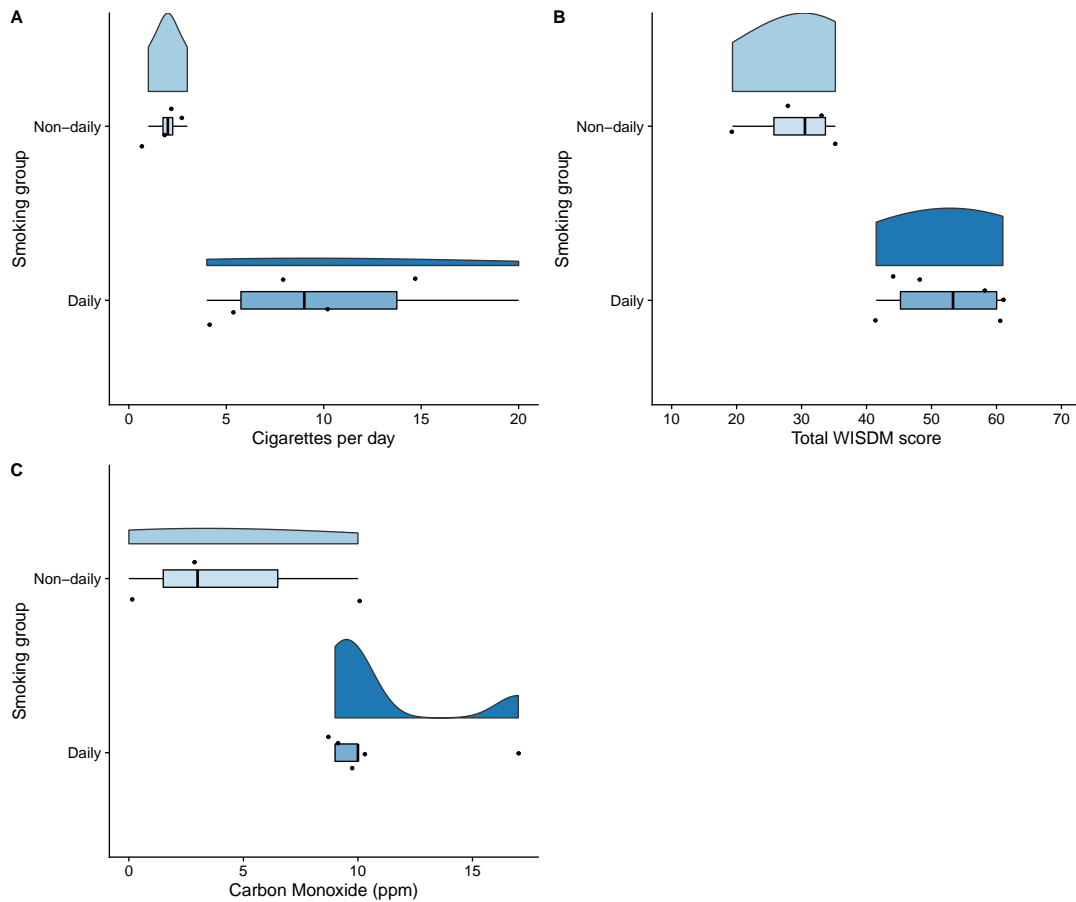 A
Smoking group
Non−daily
Daily
0 5 10 15 20
Cigarettes per day
B
Smoking group
Non−daily
Daily
10 20 30 40 50 60 70
Total WISDM score
C
Smoking group
Non−daily
Daily
0 5 10 15
Carbon Monoxide (ppm)